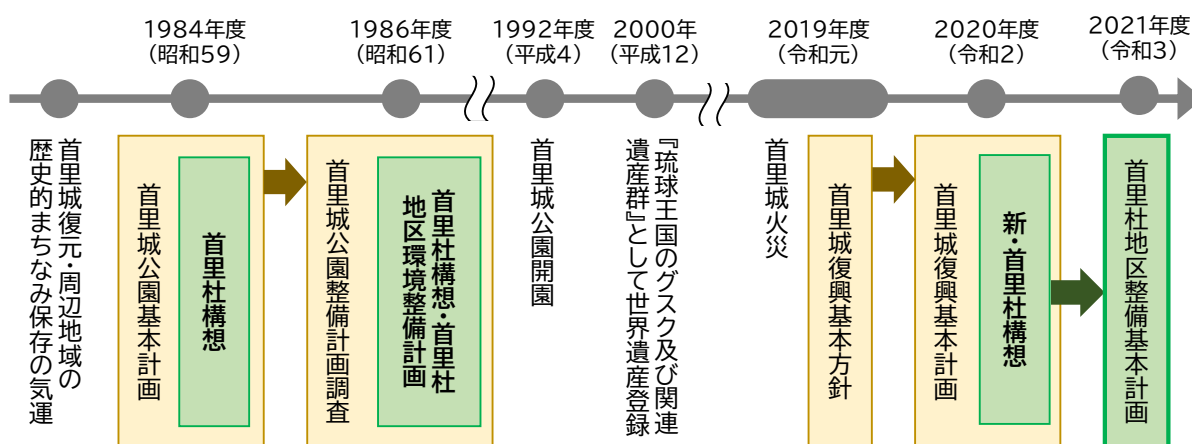 1984年度
（昭和59）
1986年度
（昭和61）
1992年度
（平成4）
2000年
（平成12）
2019年度
（令和元）
2020年度
（令和2）
2021年度
（令和3）
首里城復元・周辺地域の
歴史的まちなみ保存の気運
首里城公園基本計画
首里杜構想
首里城公園整備計画調査
首里杜構想・首里杜
地区環境整備計画
首里城公園開園
『琉球王国のグスク及び関連
遺産群』として世界遺産登録
首里城火災
首里城復興基本方針
首里城復興基本計画
新・首里杜構想
首里杜地区整備基本計画